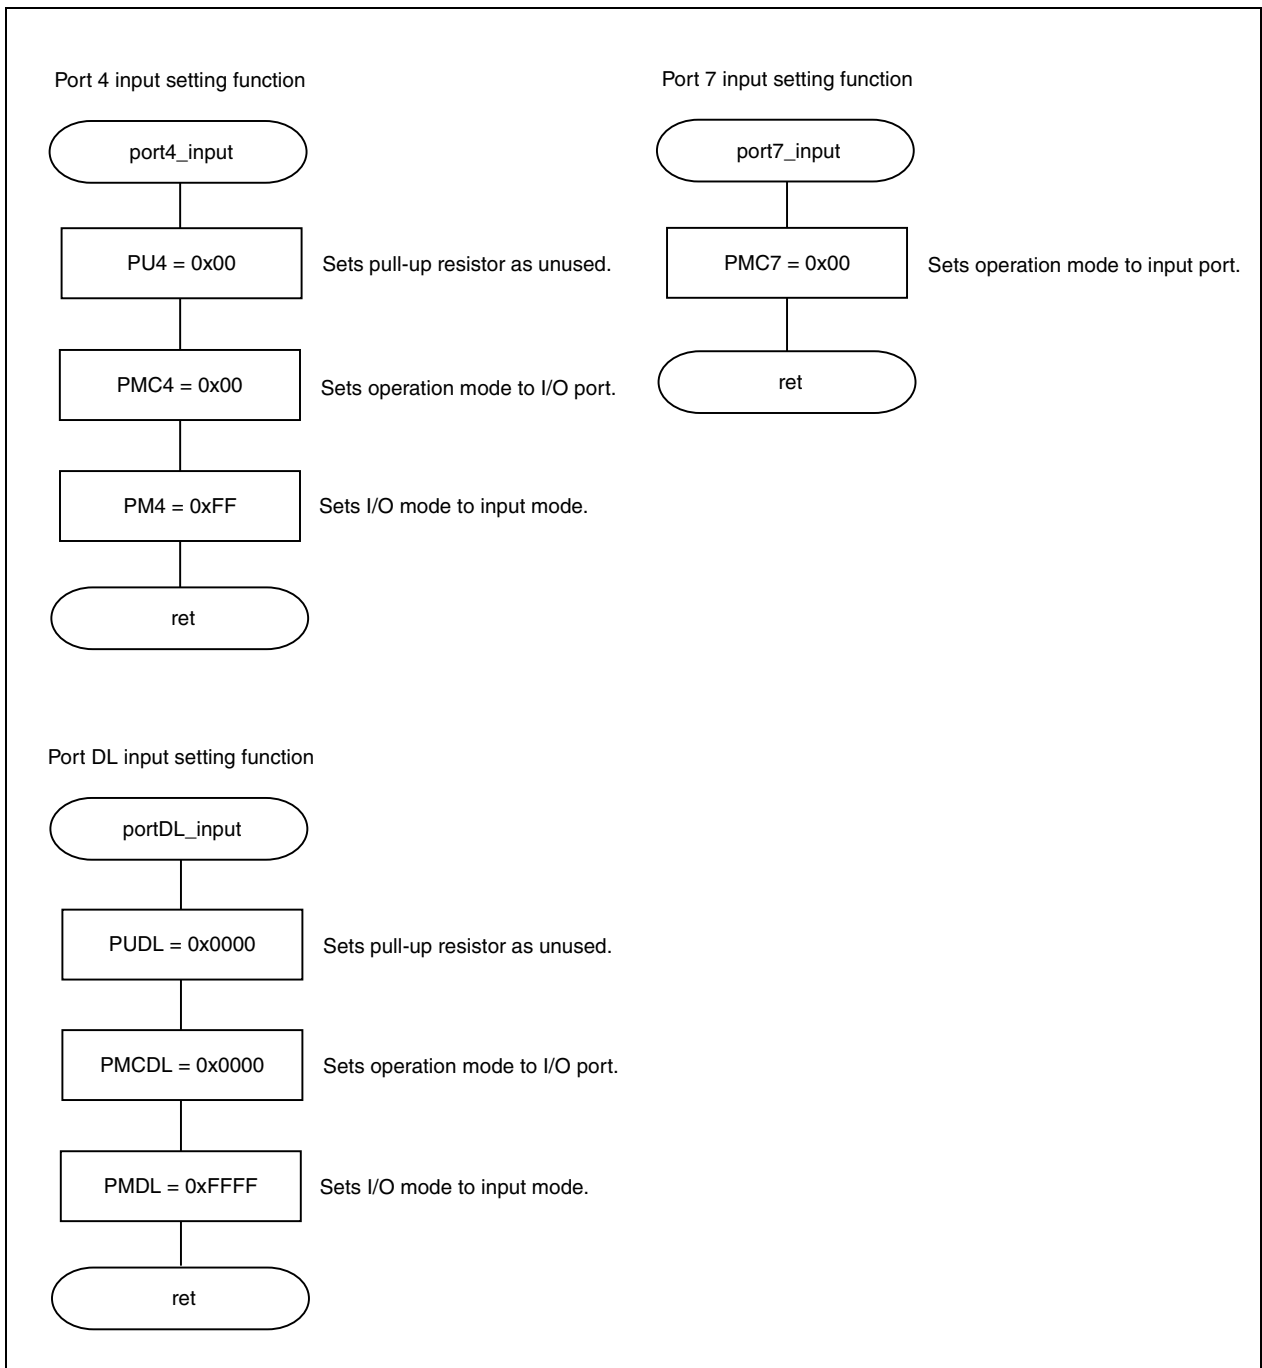 Port 4 input setting function
port4_input
PU4 = 0x00
Sets pull-up resistor as unused.
PMC4 = 0x00
Sets operation mode to I/O port.
PM4 = 0xFF
Sets I/O mode to input mode.
ret
Port 7 input setting function
port7_input
PMC7 = 0x00
Sets operation mode to input port.
ret
Port DL input setting function
portDL_input
PUDL = 0x0000
Sets pull-up resistor as unused.
PMCDL = 0x0000
Sets operation mode to I/O port.
PMDL = 0xFFFF
Sets I/O mode to input mode.
ret